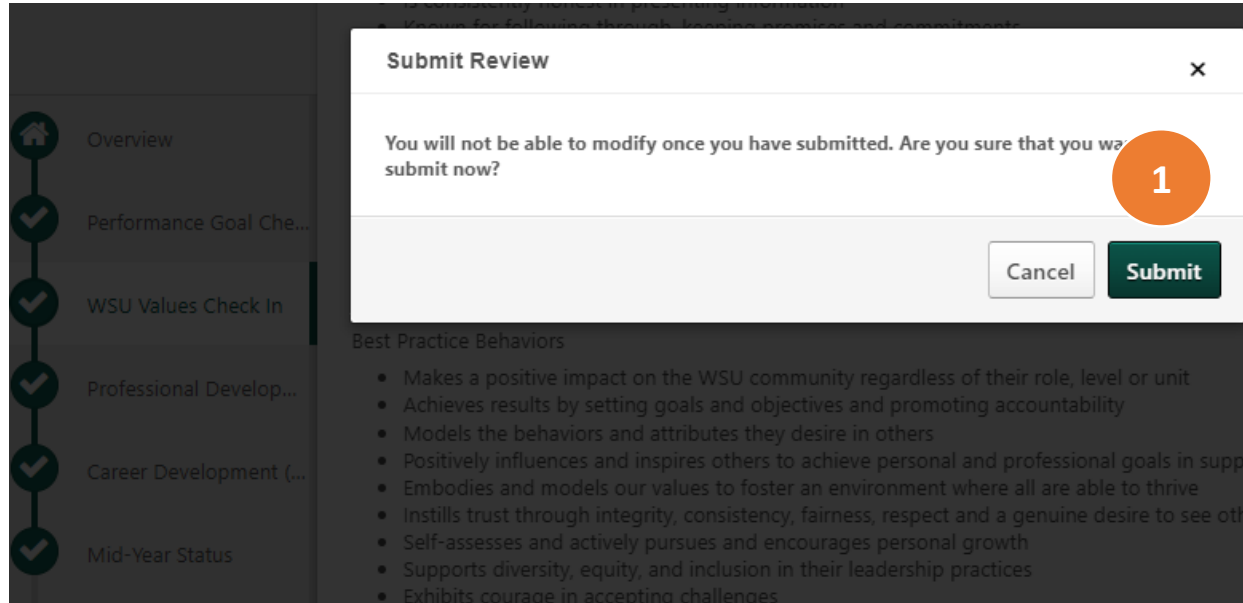 Is consistently honest in presenting information
Known for following through, keeping promises and commitments
Submit Review
×
You will not be able to modify once you have submitted. Are you sure that you wa
submit now?
1
Cancel
Submit
Overview
Performance Goal Che...
WSU Values Check In
Professional Develop...
Career Development (...
Mid-Year Status
Best Practice Behaviors
• Makes a positive impact on the WSU community regardless of their role, level or unit
• Achieves results by setting goals and objectives and promoting accountability
• Models the behaviors and attributes they desire in others
• Positively influences and inspires others to achieve personal and professional goals in supp
• Embodies and models our values to foster an environment where all are able to thrive
• Instills trust through integrity, consistency, fairness, respect and a genuine desire to see oth
• Self-assesses and actively pursues and encourages personal growth
• Supports diversity, equity, and inclusion in their leadership practices
• Exhibits courage in accepting challenges